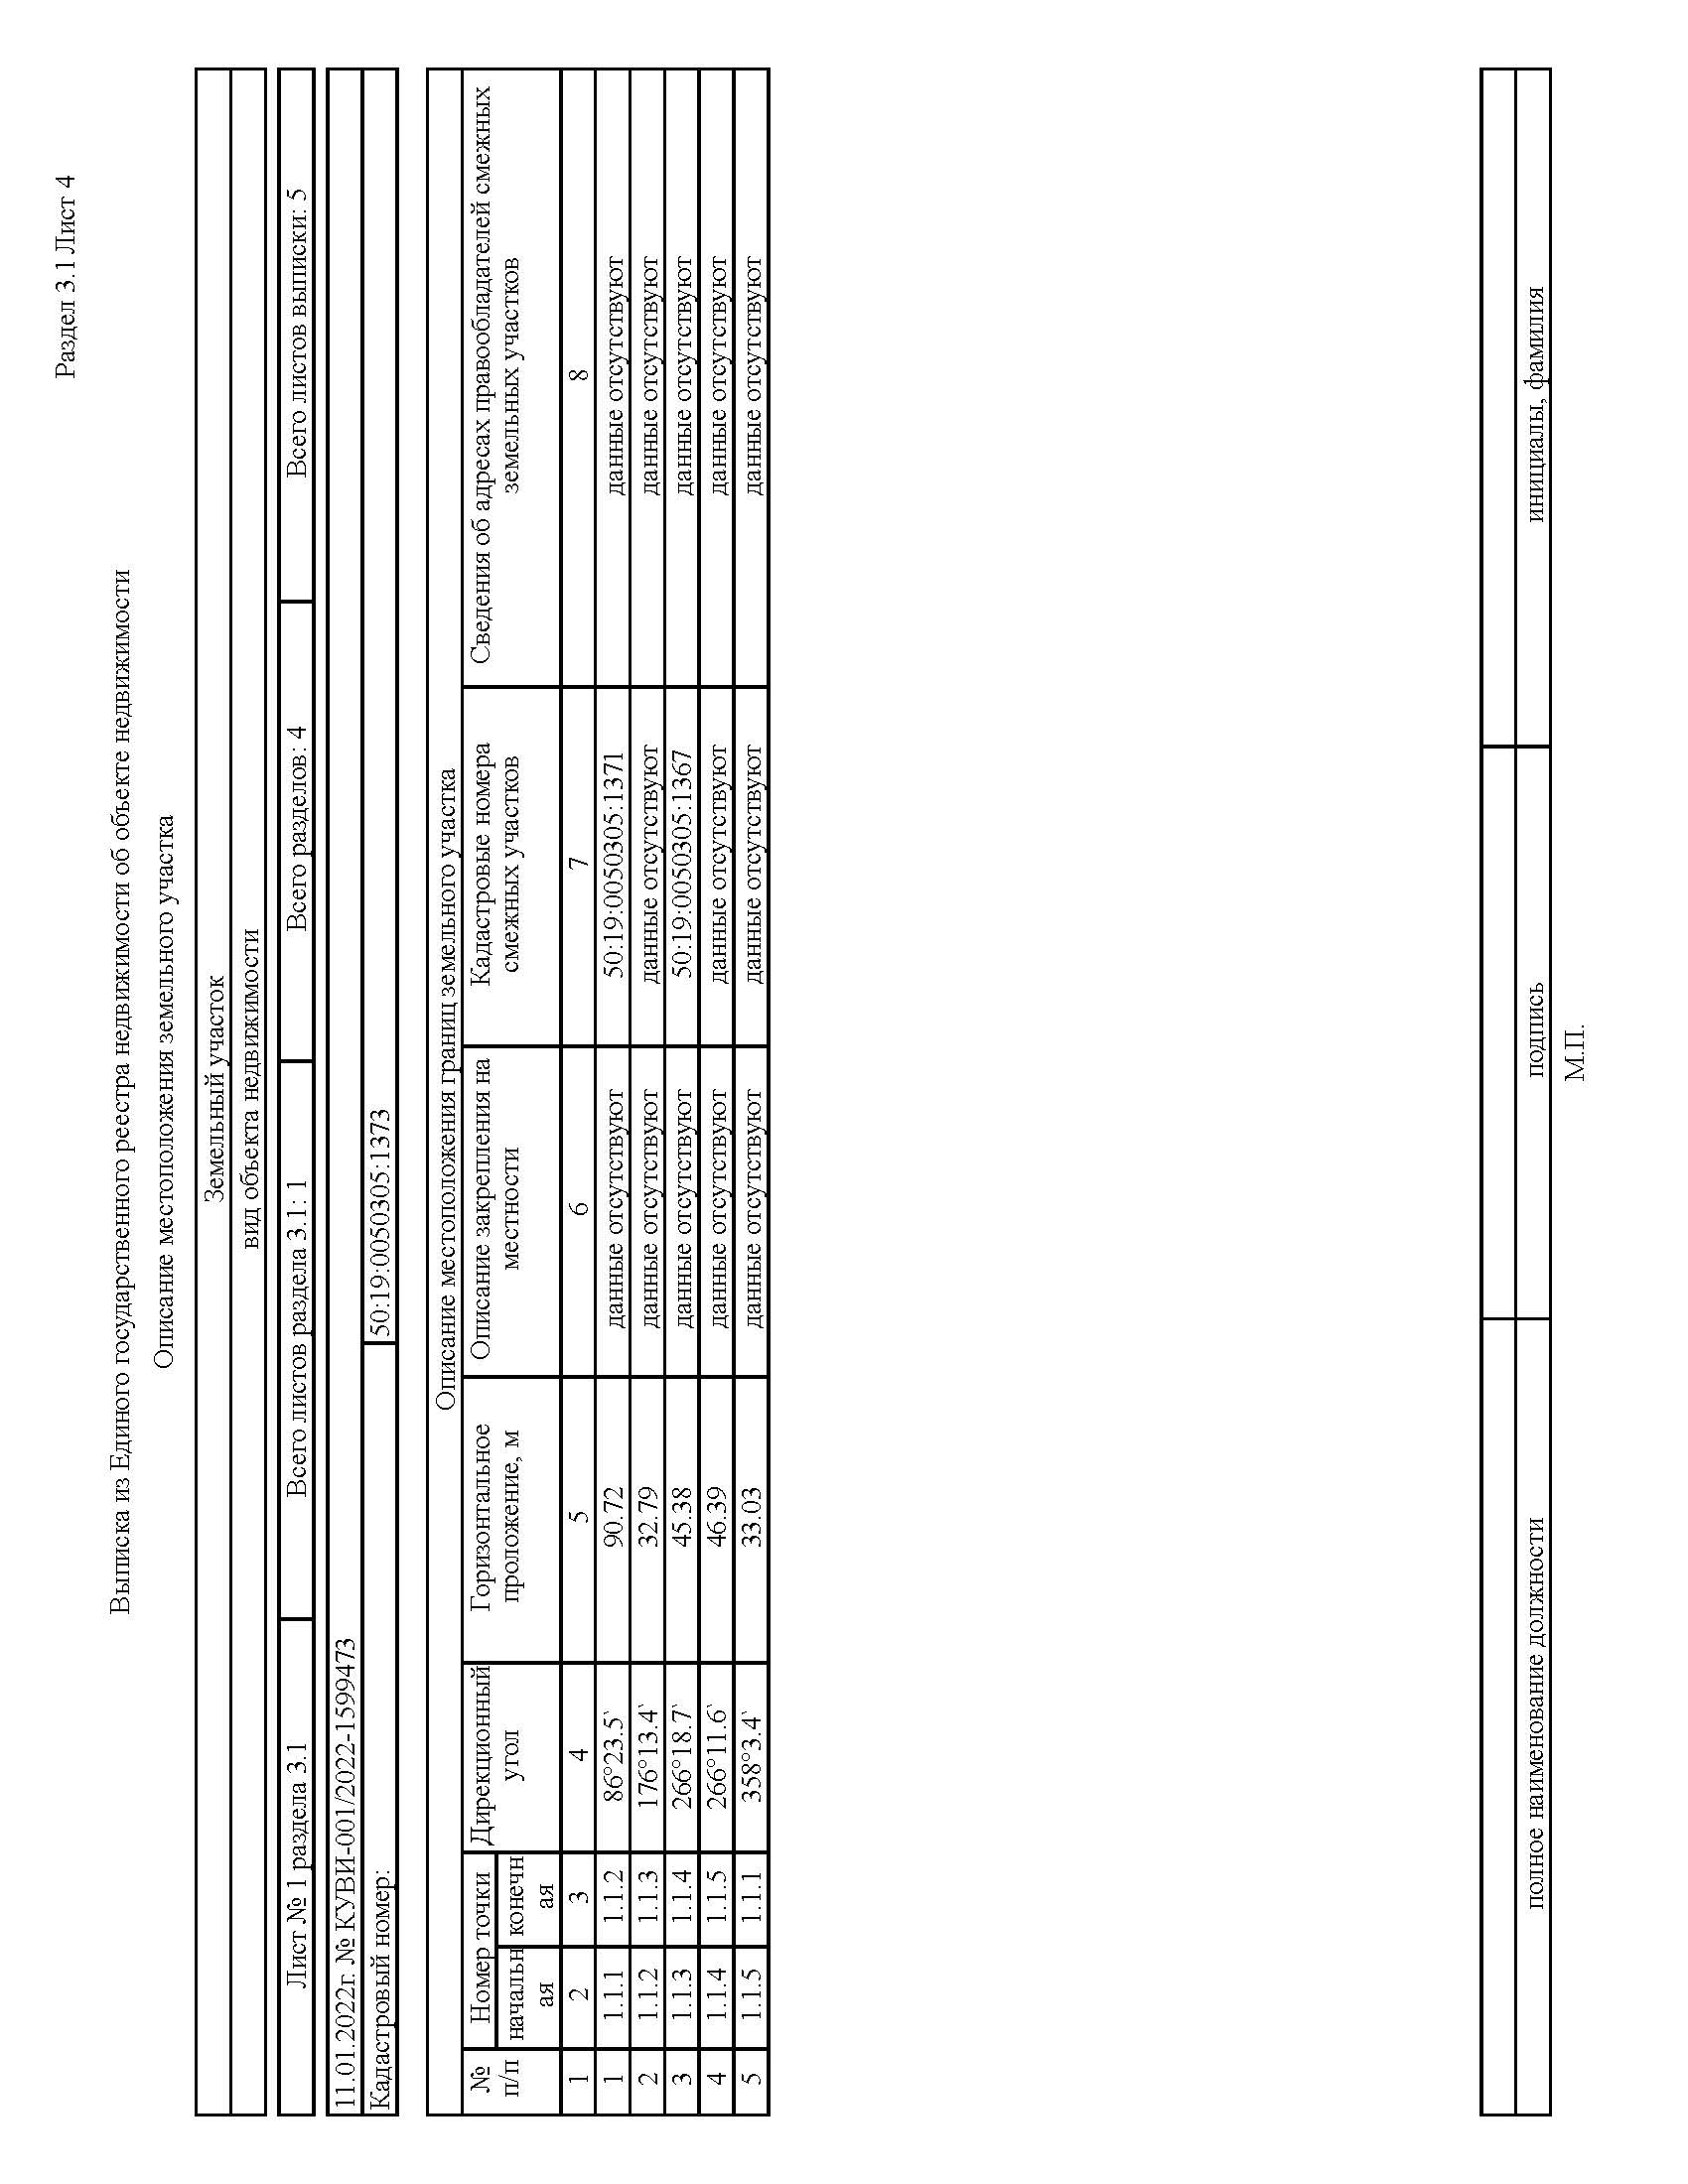 Раздел 3.1 Лист 4
Выписка из Единого государственного реестра недвижимости об объекте недвижимости
Описание местоположения земельного участка
Земельный участок
вид объекта недвижимости
Лист № 1 раздела 3.1 Всего листов раздела 3.1: 1 Всего разделов: 4 Всего листов выписки: 5
11.01.2022г. № КУВИ-001/2022-1599473
Кадастровый номер: 50:19:0050305:1373
Описание местоположения границ земельного участка
№ Номер точки Дирекционный Горизонтальное Описание закрепления на Кадастровые номера Сведения об адресах правообладателей смежных
п/п начальн конечн угол проложение, м местности смежных участков земельных участков
ая ая
1 2 3 4 5 6 7 8
1 1.1.1 1.1.2 86°23.5` 90.72 данные отсутствуют 50:19:0050305:1371 данные отсутствуют
2 1.1.2 1.1.3 176°13.4` 32.79 данные отсутствуют данные отсутствуют данные отсутствуют
3 1.1.3 1.1.4 266°18.7` 45.38 данные отсутствуют 50:19:0050305:1367 данные отсутствуют
4 1.1.4 1.1.5 266°11.6` 46.39 данные отсутствуют данные отсутствуют данные отсутствуют
5 1.1.5 1.1.1 358°3.4` 33.03 данные отсутствуют данные отсутствуют данные отсутствуют
полное наименование должности подпись инициалы, фамилия
М.П.